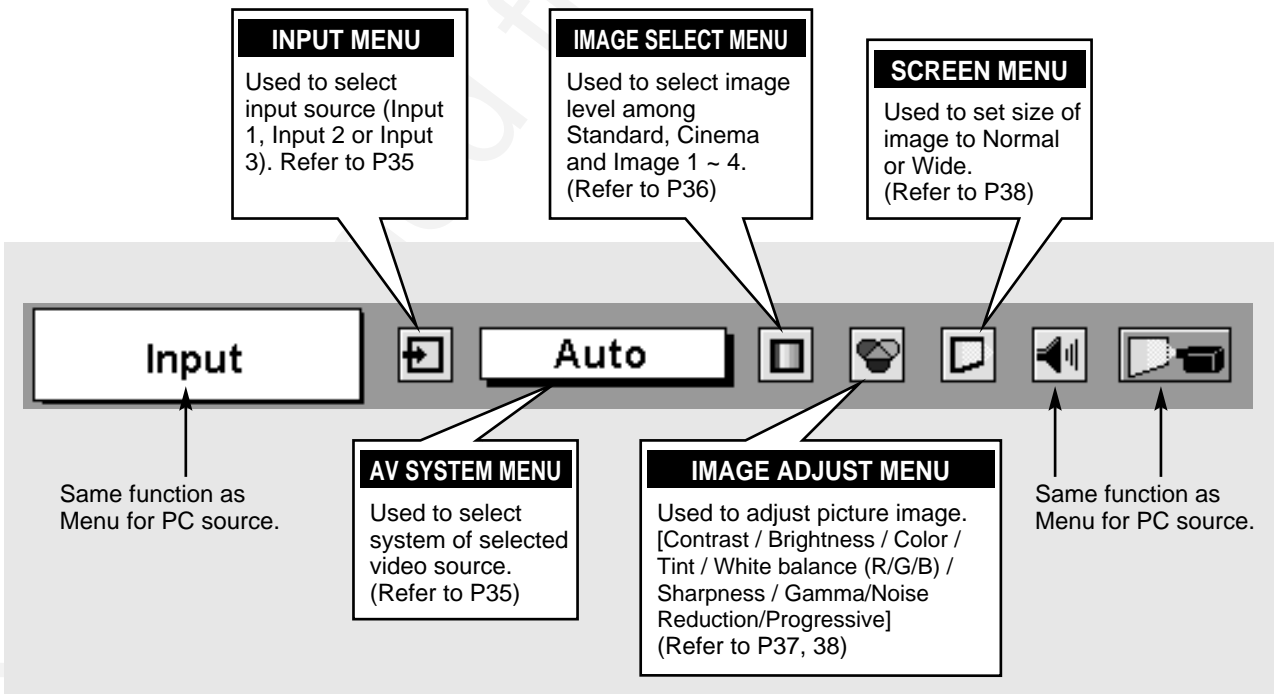 INPUT MENU
Used to select
input source (Input
1, Input 2 or Input
3). Refer to P35
IMAGE SELECT MENU
Used to select image
level among
Standard, Cinema
and Image 1 ~ 4.
(Refer to P36)
SCREEN MENU
Used to set size of
image to Normal
or Wide.
(Refer to P38)
Input
Auto
Same function as
Menu for PC source.
AV SYSTEM MENU
Used to select
system of selected
video source.
(Refer to P35)
IMAGE ADJUST MENU
Used to adjust picture image.
[Contrast / Brightness / Color /
Tint / White balance (R/G/B) /
Sharpness / Gamma/Noise
Reduction/Progressive]
(Refer to P37, 38)
Same function as
Menu for PC source.